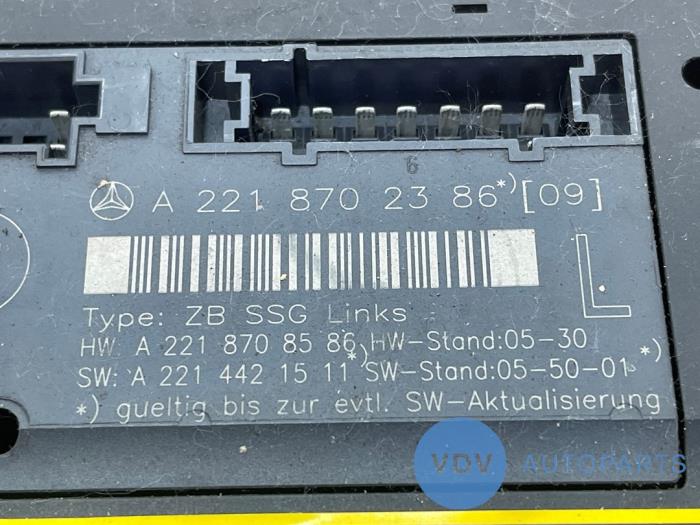 6
A 221 870 23 86*) [09]
L
Type: ZB SSG Links
HW: A 221 870 85 86 HW-Stand:05-30
SW: A 221 442 15 11*) SW-Stand:05-50-01*)
*) gueltig bis zur evtl. SW-Aktualisierung
VDV AUTOPARTS